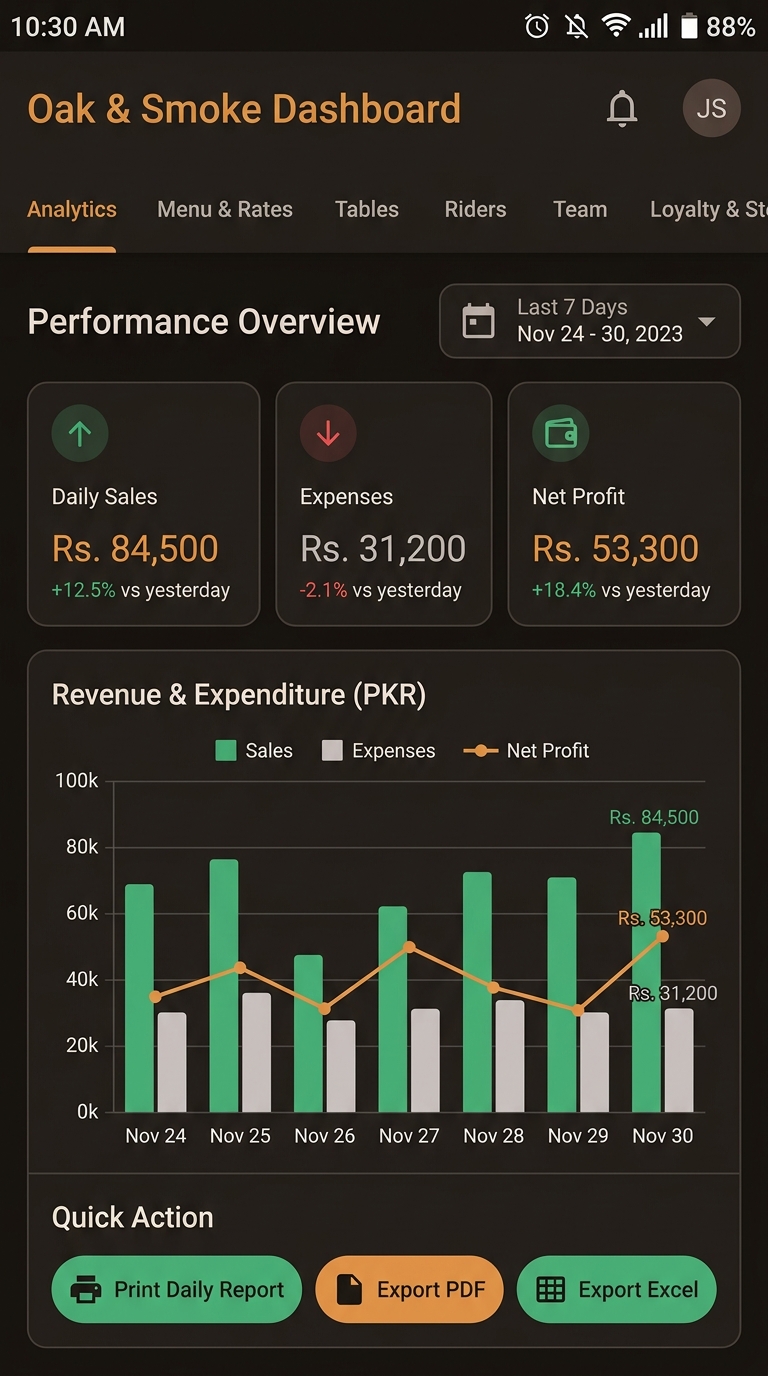 10:30 AM 88%
Oak & Smoke Dashboard
JS
Analytics Menu & Rates Tables Riders Team Loyalty & Sto
Performance Overview
Last 7 Days
Nov 24 - 30, 2023
Daily Sales
Rs. 84,500
+12.5% vs yesterday
Expenses
Rs. 31,200
-2.1% vs yesterday
Net Profit
Rs. 53,300
+18.4% vs yesterday
Revenue & Expenditure (PKR)
Sales Expenses Net Profit
100k
80k
60k
40k
20k
0k
Rs. 84,500
Rs. 53,300
Rs. 31,200
Nov 24 Nov 25 Nov 26 Nov 27 Nov 28 Nov 29 Nov 30
Quick Action
Print Daily Report
Export PDF
Export Excel